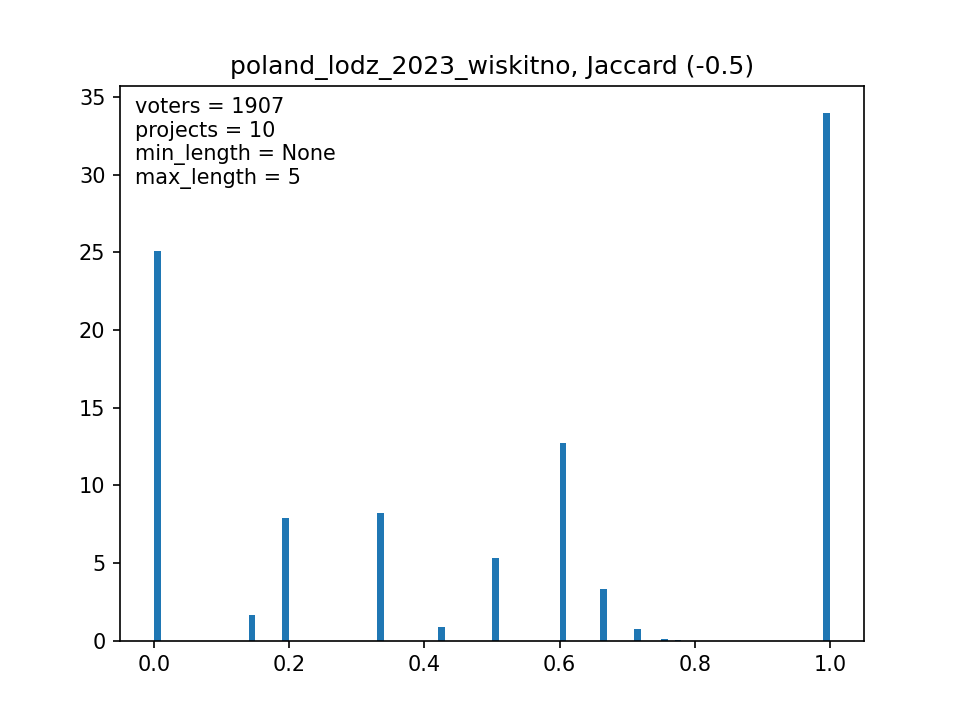 poland_lodz_2023_wiskitno, Jaccard (-0.5)
voters = 1907
projects = 10
min_length = None
max_length = 5
35
30
25
20
15
10
5
0
0.0 0.2 0.4 0.6 0.8 1.0